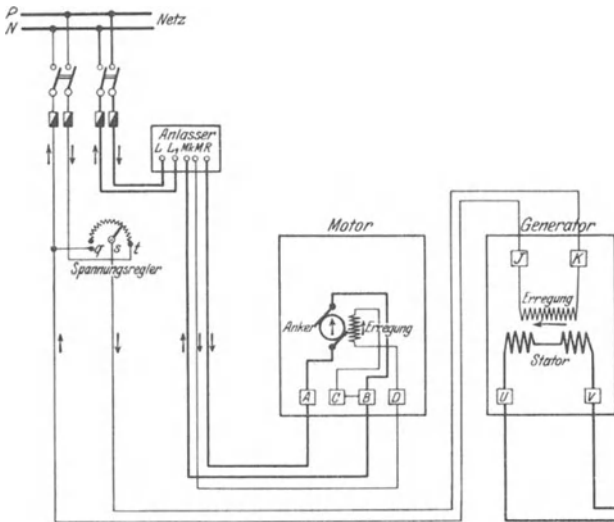 P
N
Netz
Anlasser
L L₁ Mk M R
q s t
Spannungsregler
Motor
Anker
Erregung
A C B D
Generator
J K
Erregung
Stator
U V